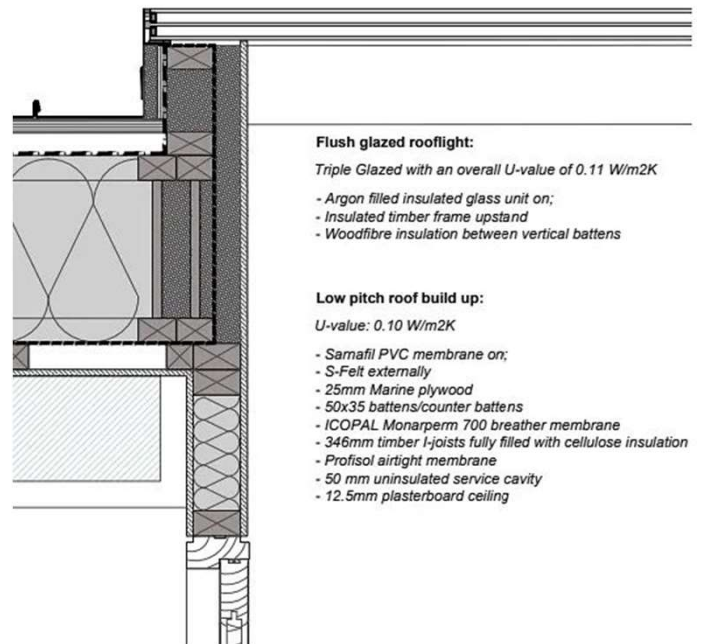 Flush glazed rooflight:
Triple Glazed with an overall U-value of 0.11 W/m2K
- Argon filled insulated glass unit on;
- Insulated timber frame upstand
- Woodfibre insulation between vertical battens
Low pitch roof build up:
U-value: 0.10 W/m2K
- Sarnafil PVC membrane on;
- S-Felt externally
- 25mm Marine plywood
- 50x35 battens/counter battens
- ICOPAL Monarperm 700 breather membrane
- 346mm timber I-joists fully filled with cellulose insulation
- Profisol airtight membrane
- 50 mm uninsulated service cavity
- 12.5mm plasterboard ceiling